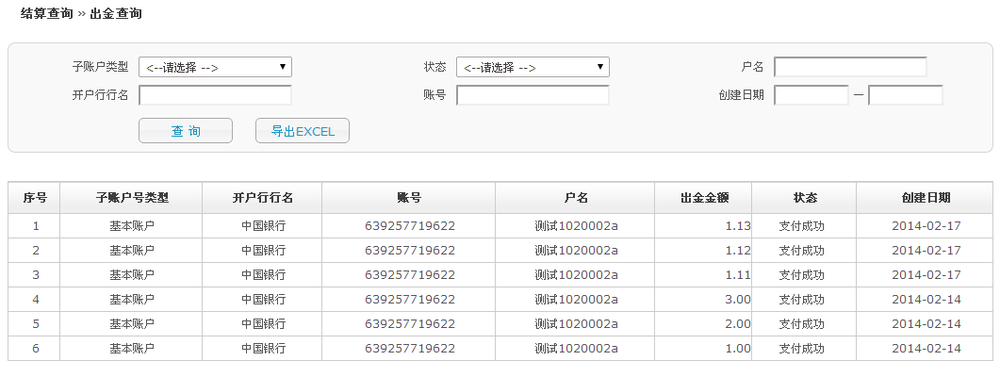 结算查询 » 出金查询
子账户类型 <--请选择 --> 状态 <--请选择 --> 户名
开户行行名 账号 创建日期 —
查 询 导出EXCEL
序号 子账户号类型 开户行行名 账号 户名 出金金额 状态 创建日期
1 基本账户 中国银行 639257719622 测试1020002a 1.13 支付成功 2014-02-17
2 基本账户 中国银行 639257719622 测试1020002a 1.12 支付成功 2014-02-17
3 基本账户 中国银行 639257719622 测试1020002a 1.11 支付成功 2014-02-17
4 基本账户 中国银行 639257719622 测试1020002a 3.00 支付成功 2014-02-14
5 基本账户 中国银行 639257719622 测试1020002a 2.00 支付成功 2014-02-14
6 基本账户 中国银行 639257719622 测试1020002a 1.00 支付成功 2014-02-14